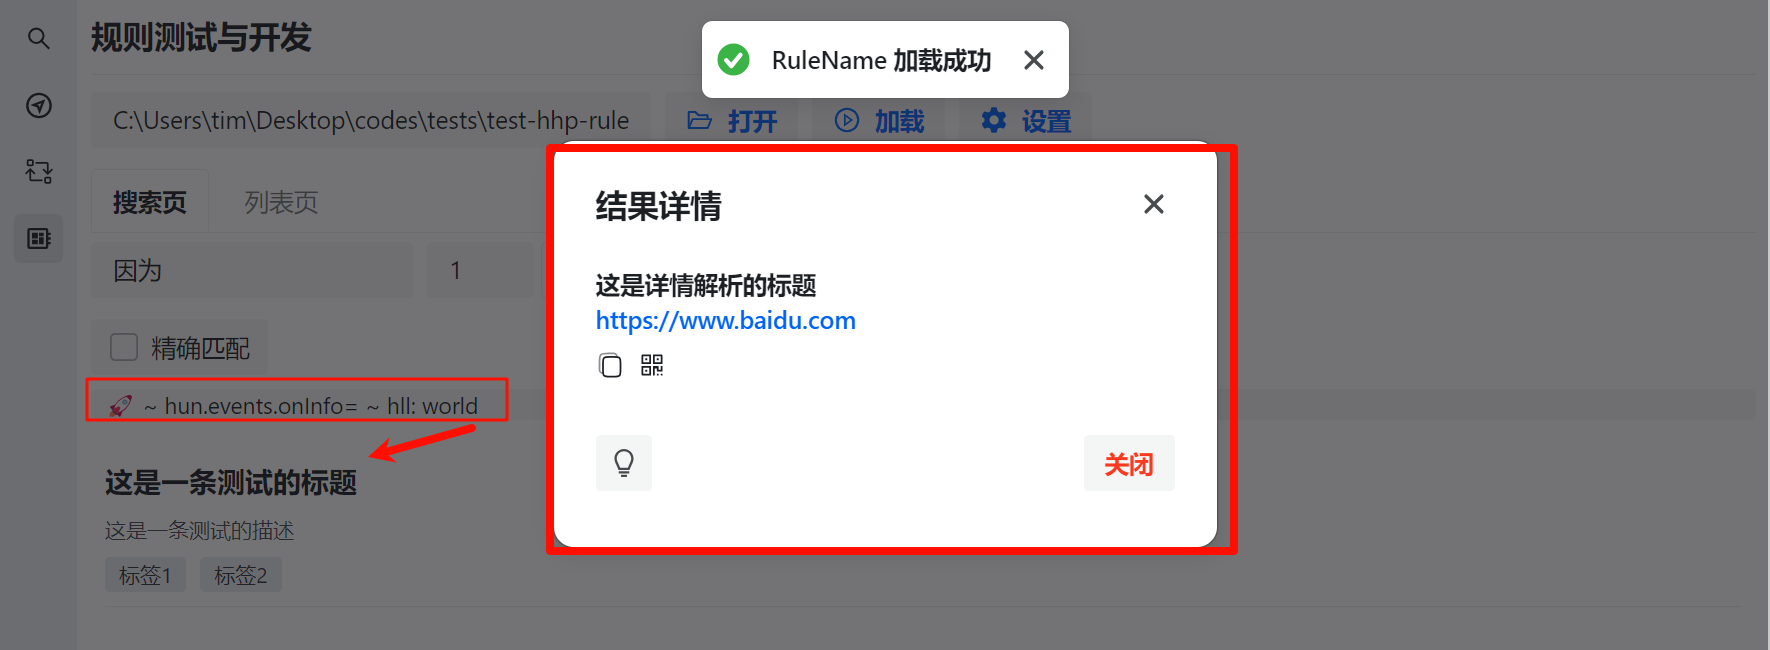 规则测试与开发
RuleName 加载成功
C:\Users\tim\Desktop\codes\tests\test-hhp-rule
打开
加载
设置
搜索页
列表页
因为
1
精确匹配
🚀 ~ hun.events.onInfo= ~ hll: world
这是一条测试的标题
这是一条测试的描述
标签1
标签2
结果详情
这是详情解析的标题
https://www.baidu.com
关闭